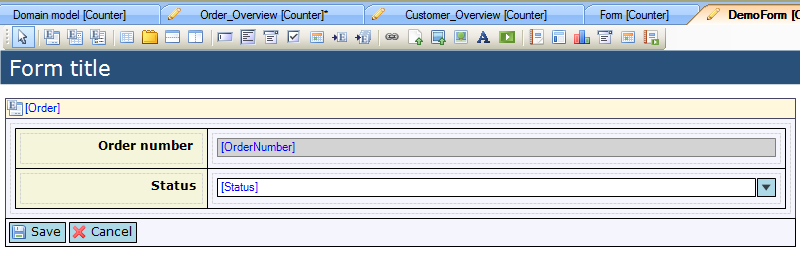 Domain model [Counter] Order_Overview [Counter]* Customer_Overview [Counter] Form [Counter] DemoForm [C
Form title
[Order]
Order number [OrderNumber]
Status [Status]
Save Cancel